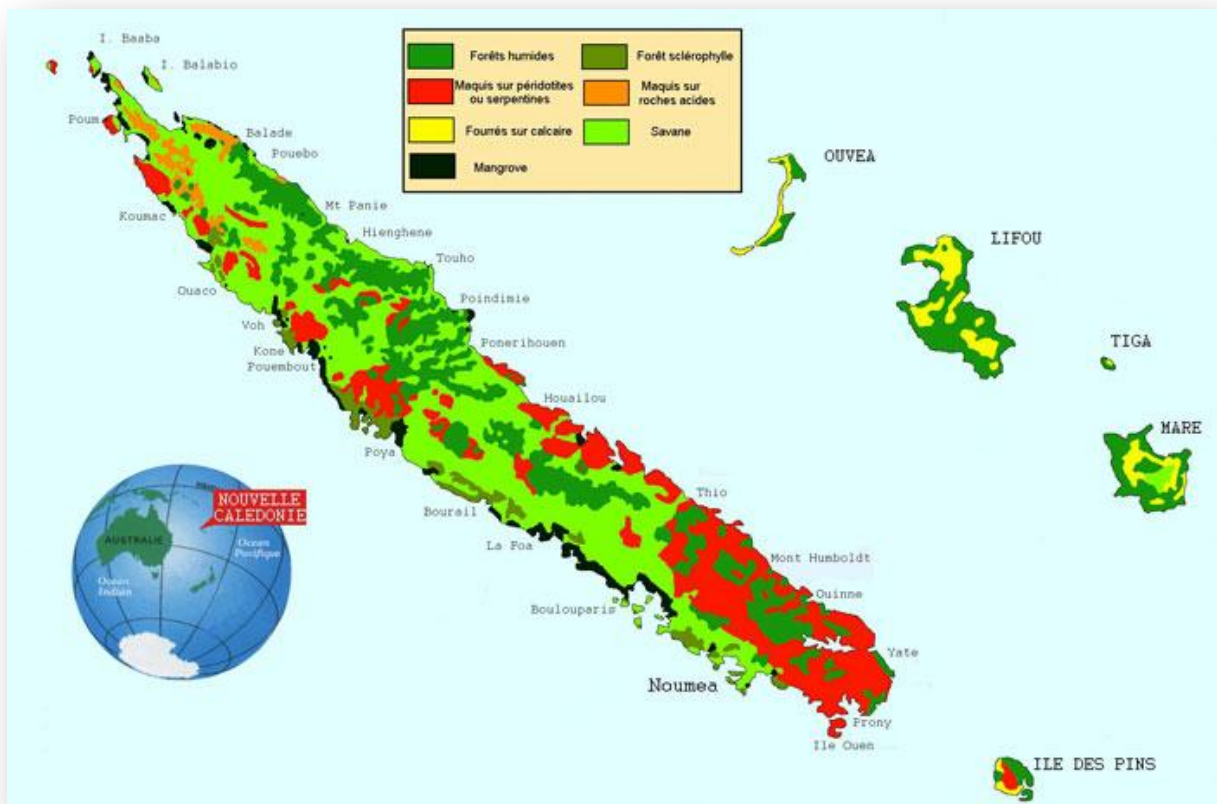 I. Baaba
I. Balabio
Poum
Balade
Pouebo
Mt Panie
Hienghene
Koumac
Touho
Ouaco
Poindimie
Voh
Ponerihouen
Kone
Pouembout
Houailou
Poya
Thio
Bourail
La Foa
Mont Humboldt
Ouinne
Boulouparis
Yate
Noumea
Prony
Ile Ouen
Forêts humides
Forêt sclérophylle
Maquis sur péridotites
ou serpentines
Maquis sur
roches acides
Fourrés sur calcaire
Savane
Mangrove
OUVEA
LIFOU
TIGA
MARE
ILE DES PINS
NOUVELLE
CALEDONIE
AUSTRALIE
Ocean
Pacifique
Ocean
Indien